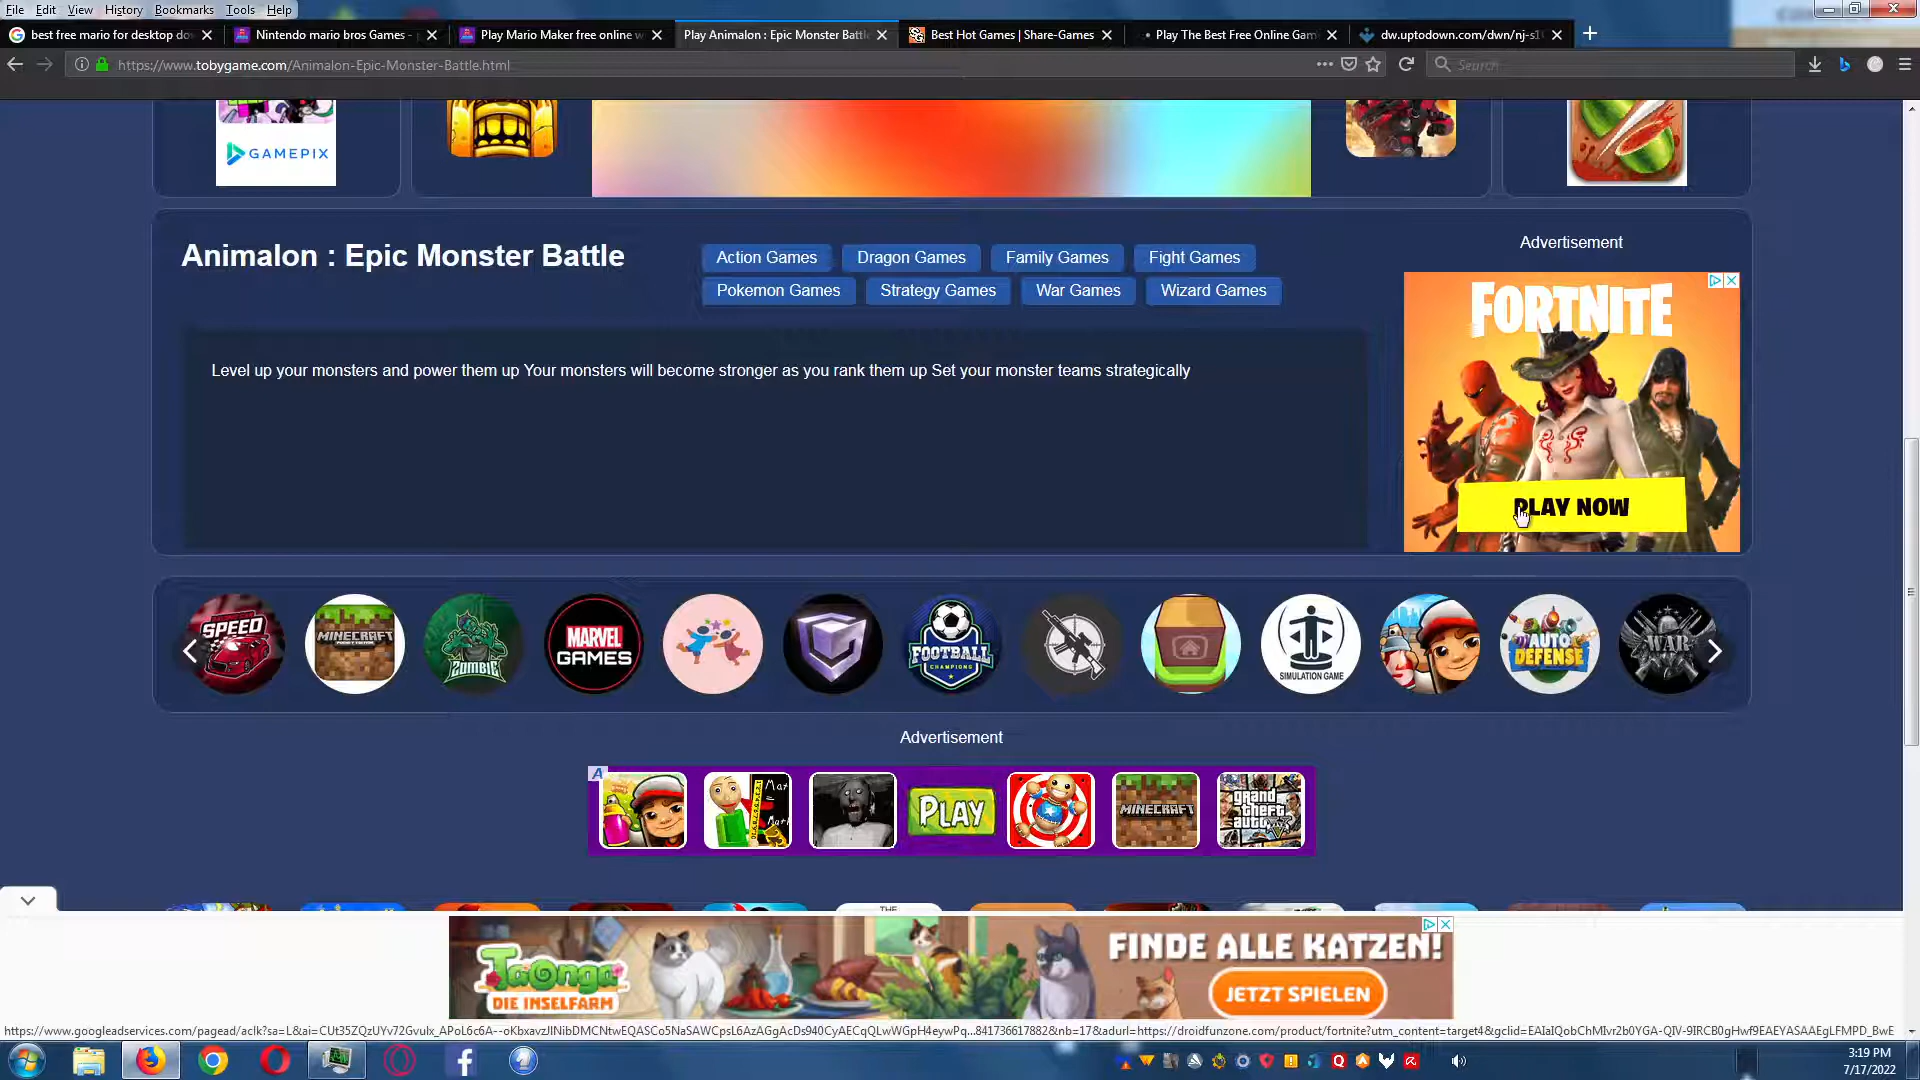 File Edit View History Bookmarks Tools Help
best free mario for desktop do
Nintendo mario bros Games -
Play Mario Maker free online w
Play Animalon : Epic Monster Battle
Best Hot Games | Share-Games
Play The Best Free Online Gam
dw.uptodown.com/dwn/nj-s1
https://www.tobygame.com/Animalon-Epic-Monster-Battle.html
Search
GAMEPIX
Animalon : Epic Monster Battle
Action Games
Dragon Games
Family Games
Fight Games
Pokemon Games
Strategy Games
War Games
Wizard Games
Level up your monsters and power them up Your monsters will become stronger as you rank them up Set your monster teams strategically
Advertisement
FORTNITE
PLAY NOW
SPEED
MINECRAFT
ZOMBIE
MARVEL
GAMES
FOOTBALL
CHAMPIONS
SIMULATION GAME
AUTO
DEFENSE
WAR
Advertisement
A
Math
PLAY
MINECRAFT
grand
theft
auto
V
THE
Taonga
DIE INSELFARM
FINDE ALLE KATZEN!
JETZT SPIELEN
3:19 PM
7/17/2022